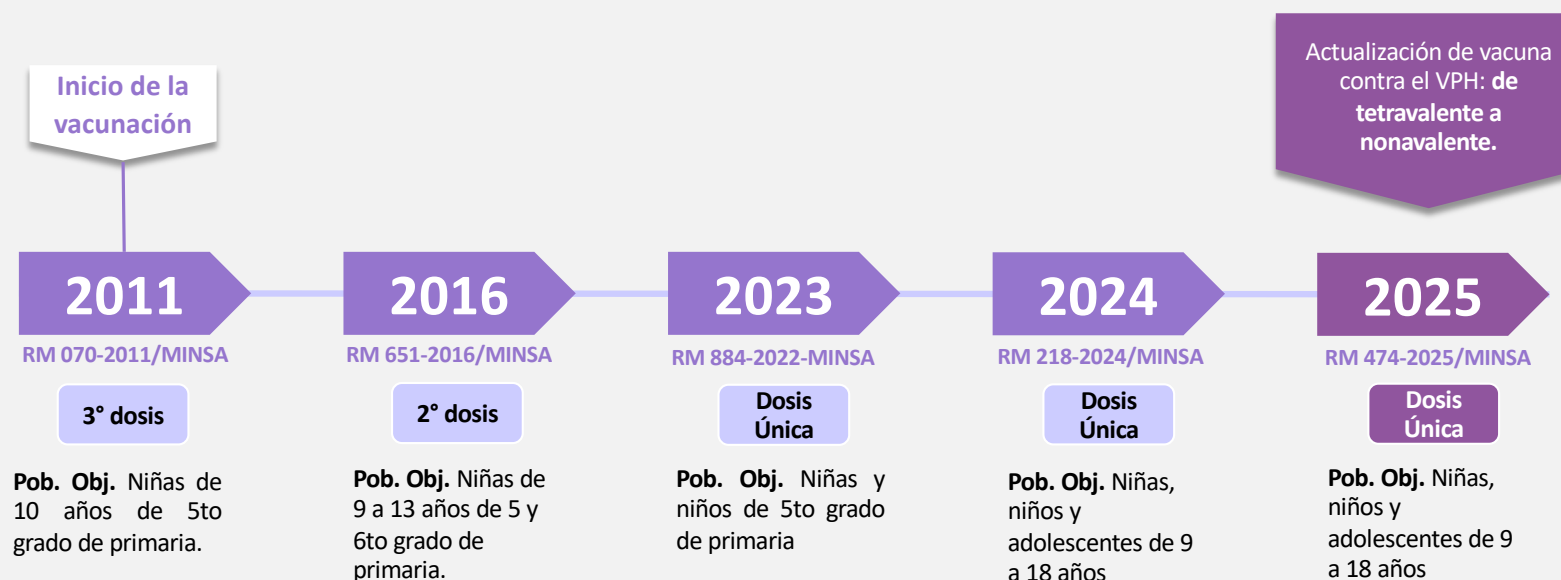 Inicio de la
vacunación
Actualización de vacuna
contra el VPH: de
tetravalente a
nonavalente.
2011
RM 070-2011/MINSA
3° dosis
Pob. Obj. Niñas de
10 años de 5to
grado de primaria.
2016
RM 651-2016/MINSA
2° dosis
Pob. Obj. Niñas de
9 a 13 años de 5 y
6to grado de
primaria.
2023
RM 884-2022-MINSA
Dosis
Única
Pob. Obj. Niñas y
niños de 5to grado
de primaria
2024
RM 218-2024/MINSA
Dosis
Única
Pob. Obj. Niñas,
niños y
adolescentes de 9
a 18 años
2025
RM 474-2025/MINSA
Dosis
Única
Pob. Obj. Niñas,
niños y
adolescentes de 9
a 18 años